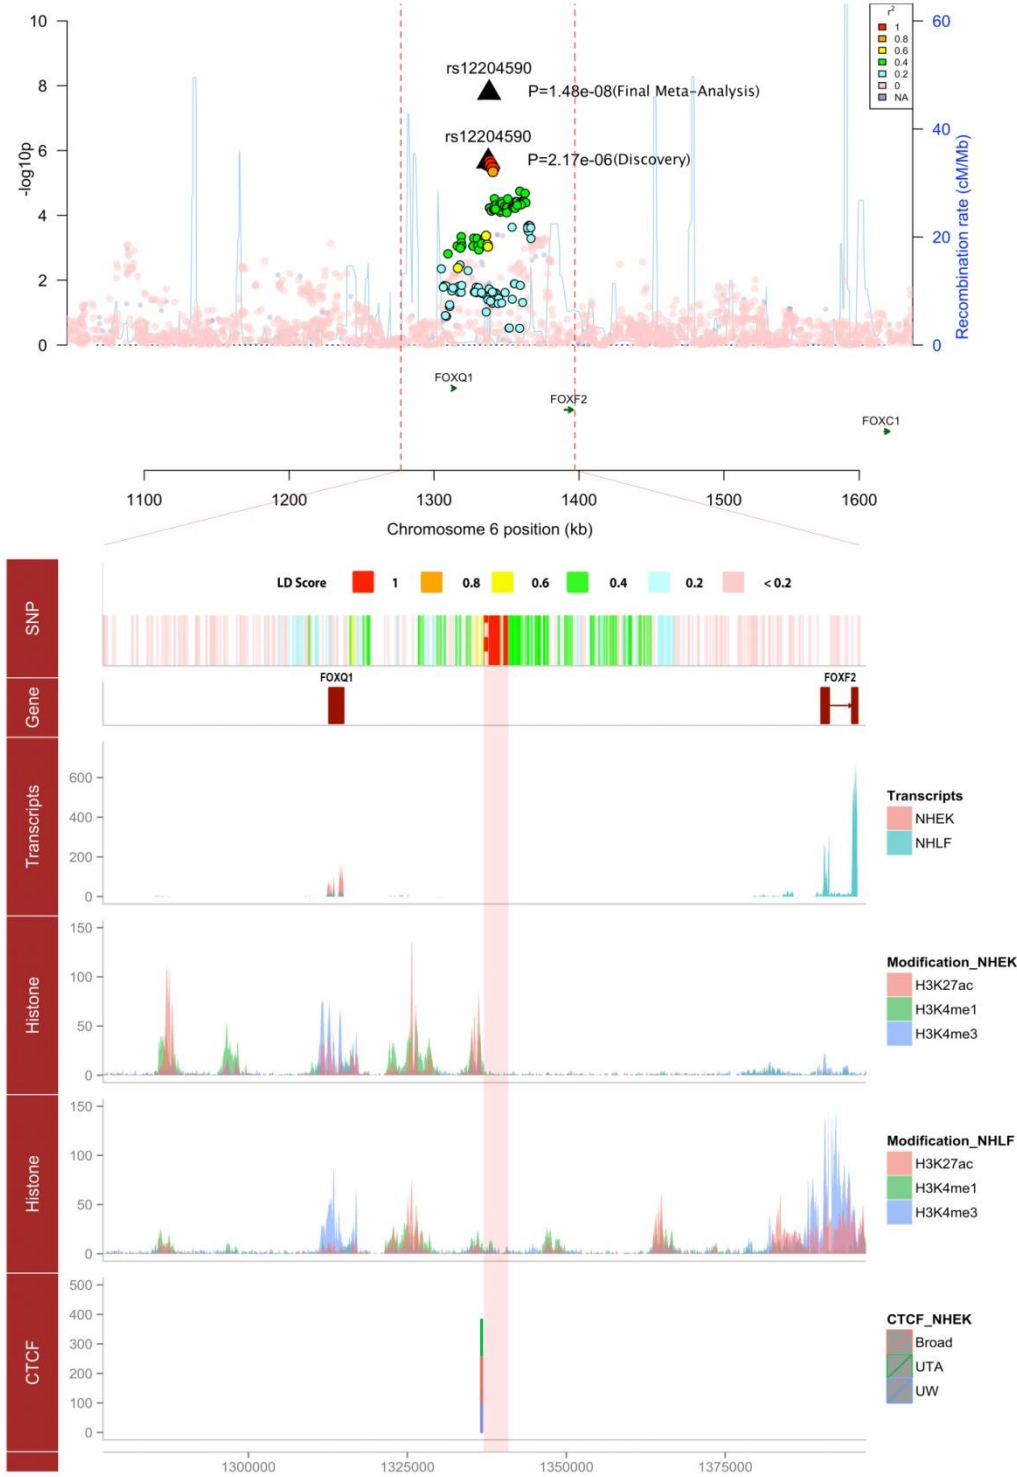 10
8
6
4
2
0
-log10p
60
40
20
0
Recombination rate (cM/Mb)
r²
1
0.8
0.6
0.4
0.2
0
NA
rs12204590
P=1.48e-08(Final Meta-Analysis)
rs12204590
P=2.17e-06(Discovery)
FOXQ1
FOXF2
FOXC1
1100 1200 1300 1400 1500 1600
Chromosome 6 position (kb)
SNP
LD Score 1 0.8 0.6 0.4 0.2 < 0.2
Gene
FOXQ1 FOXF2
Transcripts
600
400
200
0
Transcripts
NHEK
NHLF
Histone
150
100
50
0
Modification_NHEK
H3K27ac
H3K4me1
H3K4me3
Histone
150
100
50
0
Modification_NHLF
H3K27ac
H3K4me1
H3K4me3
CTCF
500
400
300
200
100
0
CTCF_NHEK
Broad
UTA
UW
1300000 1325000 1350000 1375000